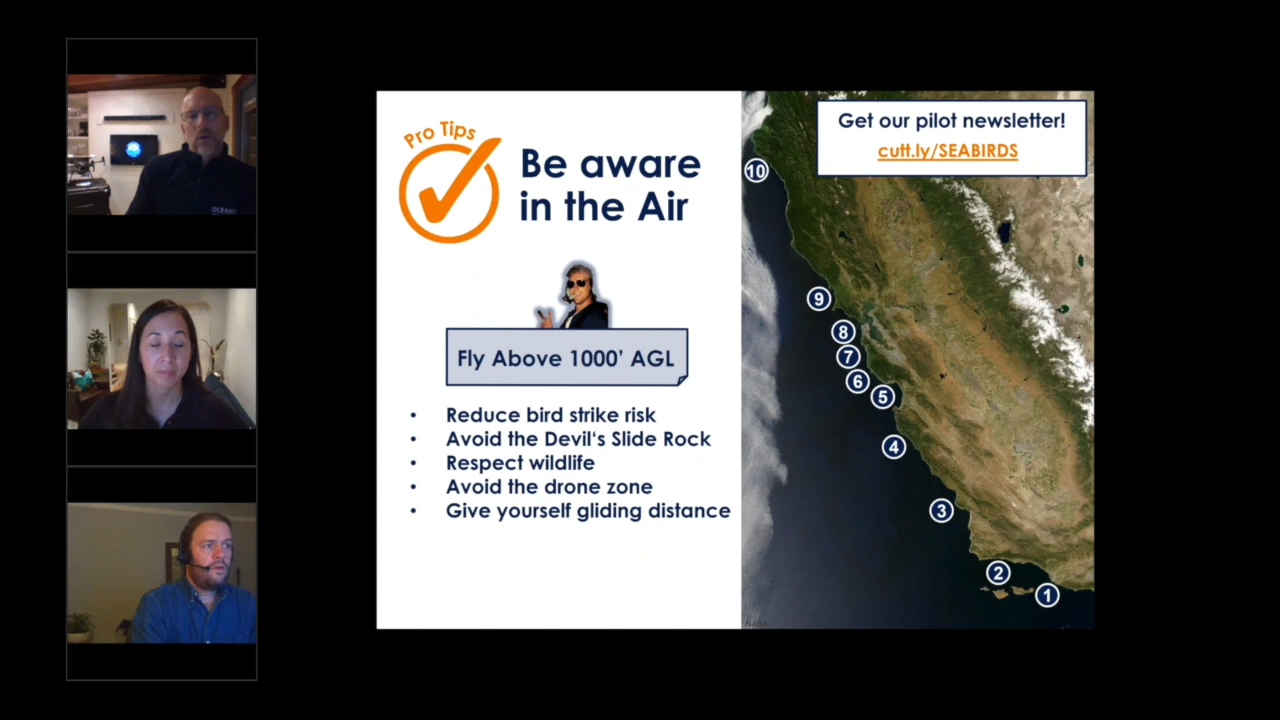 OCEANS
Pro Tips
Be aware
in the Air
Fly Above 1000’ AGL
• Reduce bird strike risk
• Avoid the Devil‘s Slide Rock
• Respect wildlife
• Avoid the drone zone
• Give yourself gliding distance
Get our pilot newsletter!
cutt.ly/SEABIRDS
10
9
8
7
6
5
4
3
2
1
NASA